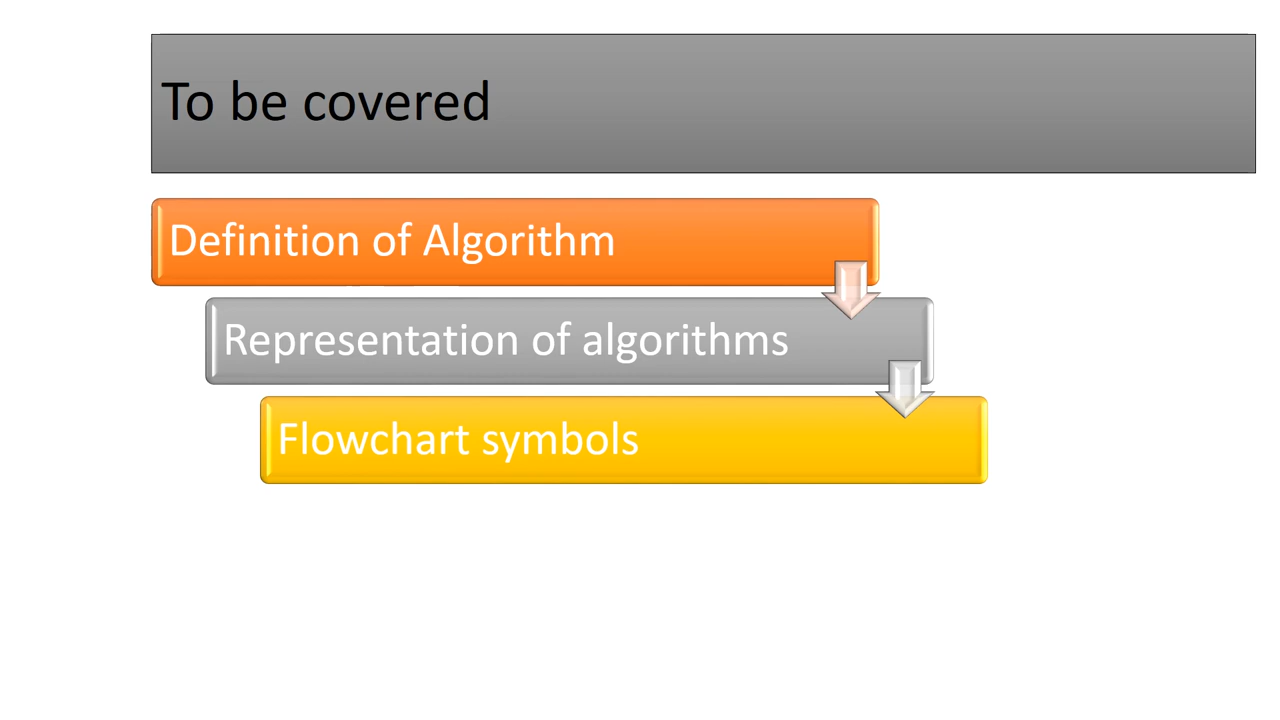 To be covered
Definition of Algorithm
Representation of algorithms
Flowchart symbols